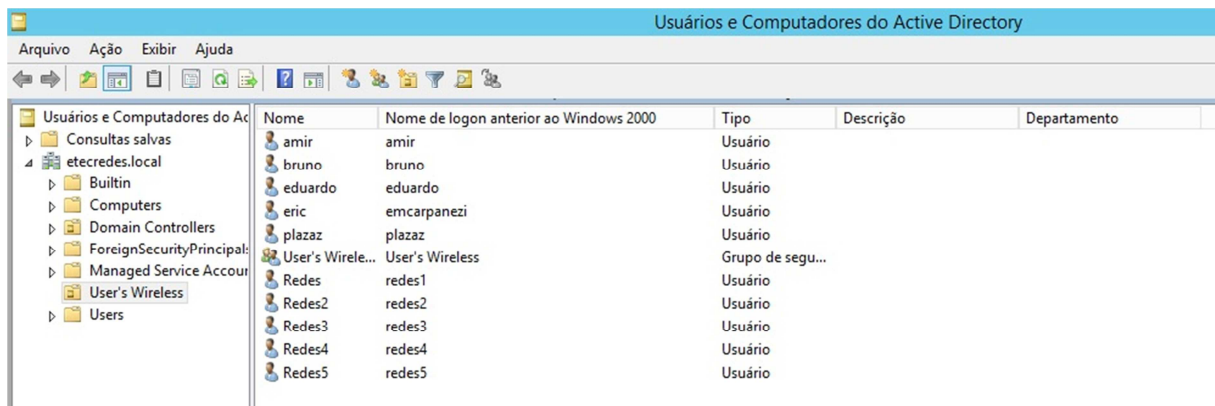 Usuários e Computadores do Active Directory
Arquivo Ação Exibir Ajuda
Usuários e Computadores do Ac
Consultas salvas
etecredes.local
Builtin
Computers
Domain Controllers
ForeignSecurityPrincipal:
Managed Service Accour
User's Wireless
Users
Nome Nome de logon anterior ao Windows 2000 Tipo Descrição Departamento
amir amir Usuário
bruno bruno Usuário
eduardo eduardo Usuário
eric emcarpanezi Usuário
plazaz plazaz Usuário
User's Wirele... User's Wireless Grupo de segu...
Redes redes1 Usuário
Redes2 redes2 Usuário
Redes3 redes3 Usuário
Redes4 redes4 Usuário
Redes5 redes5 Usuário